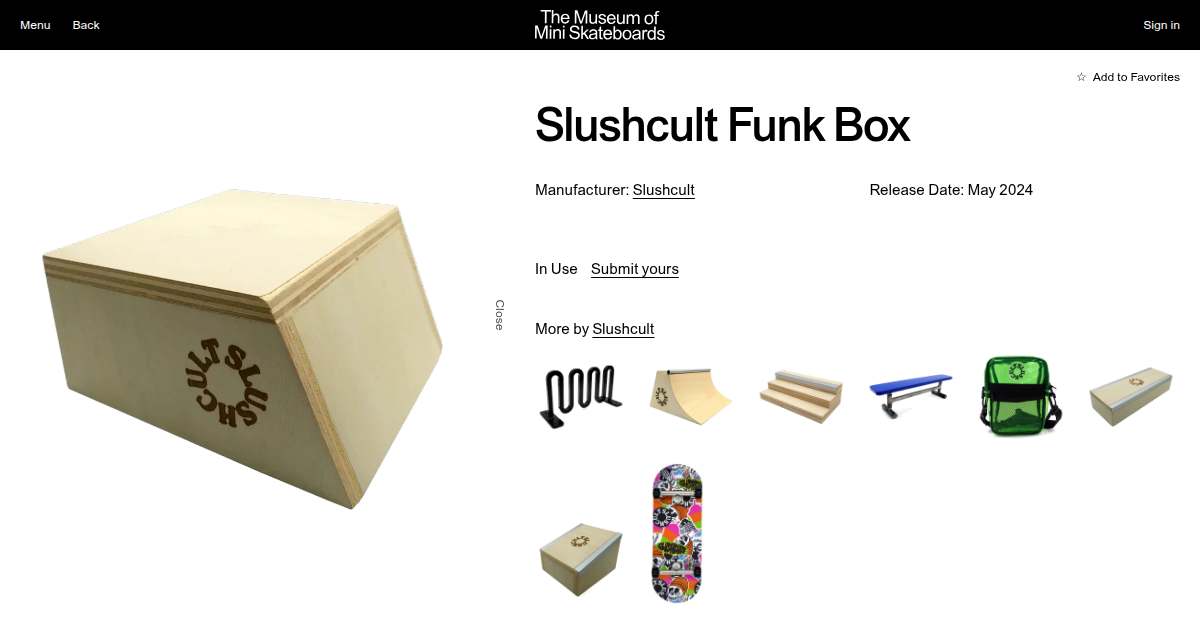 Menu
Back
The Museum of
Mini Skateboards
Sign in
☆ Add to Favorites
Slushcult Funk Box
Manufacturer: Slushcult
Release Date: May 2024
In Use Submit yours
Close
More by Slushcult
SLUSHCULT